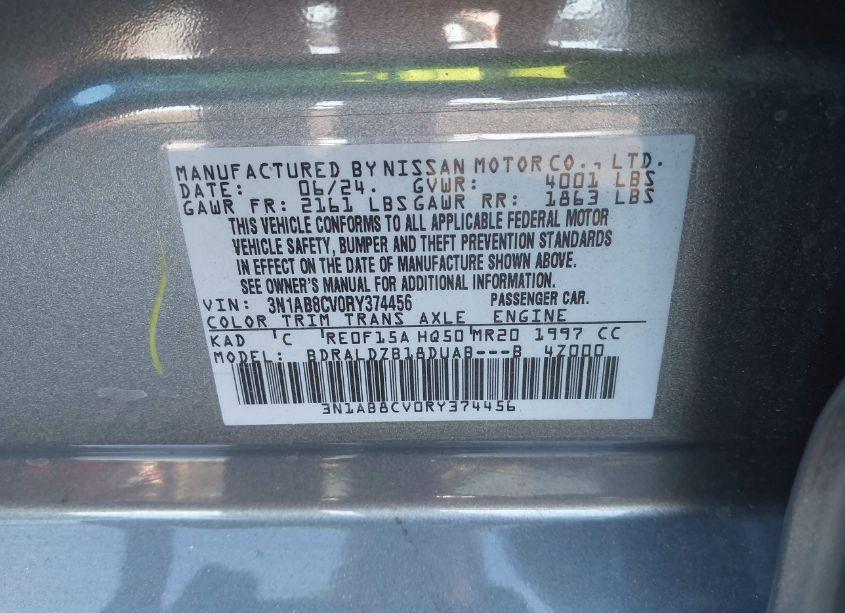 MANUFACTURED BY NISSAN MOTOR CO., LTD.
DATE: 06/24. GVWR: 4001 LBS
GAWR FR: 2161 LBS GAWR RR: 1863 LBS
THIS VEHICLE CONFORMS TO ALL APPLICABLE FEDERAL MOTOR
VEHICLE SAFETY, BUMPER AND THEFT PREVENTION STANDARDS
IN EFFECT ON THE DATE OF MANUFACTURE SHOWN ABOVE.
SEE OWNER'S MANUAL FOR ADDITIONAL INFORMATION.
VIN: 3N1AB8CV0RY374456 PASSENGER CAR.
COLOR TRIM TRANS AXLE ENGINE
KAD C RE0F15A HQ50 MR20 1997 CC
MODEL: BDRALDZB18DUAB---B 4Z000
3N1AB8CV0RY374456